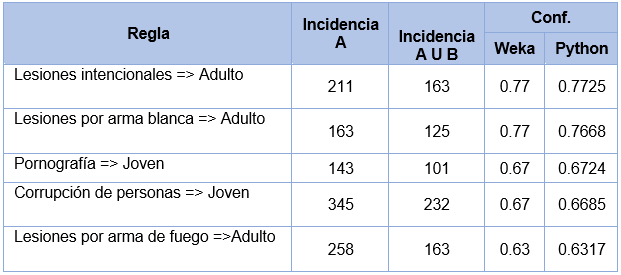 Regla Incidencia A Incidencia A U B Conf.
Weka Python
Lesiones intencionales => Adulto 211 163 0.77 0.7725
Lesiones por arma blanca => Adulto 163 125 0.77 0.7668
Pornografía => Joven 143 101 0.67 0.6724
Corrupción de personas => Joven 345 232 0.67 0.6685
Lesiones por arma de fuego =>Adulto 258 163 0.63 0.6317